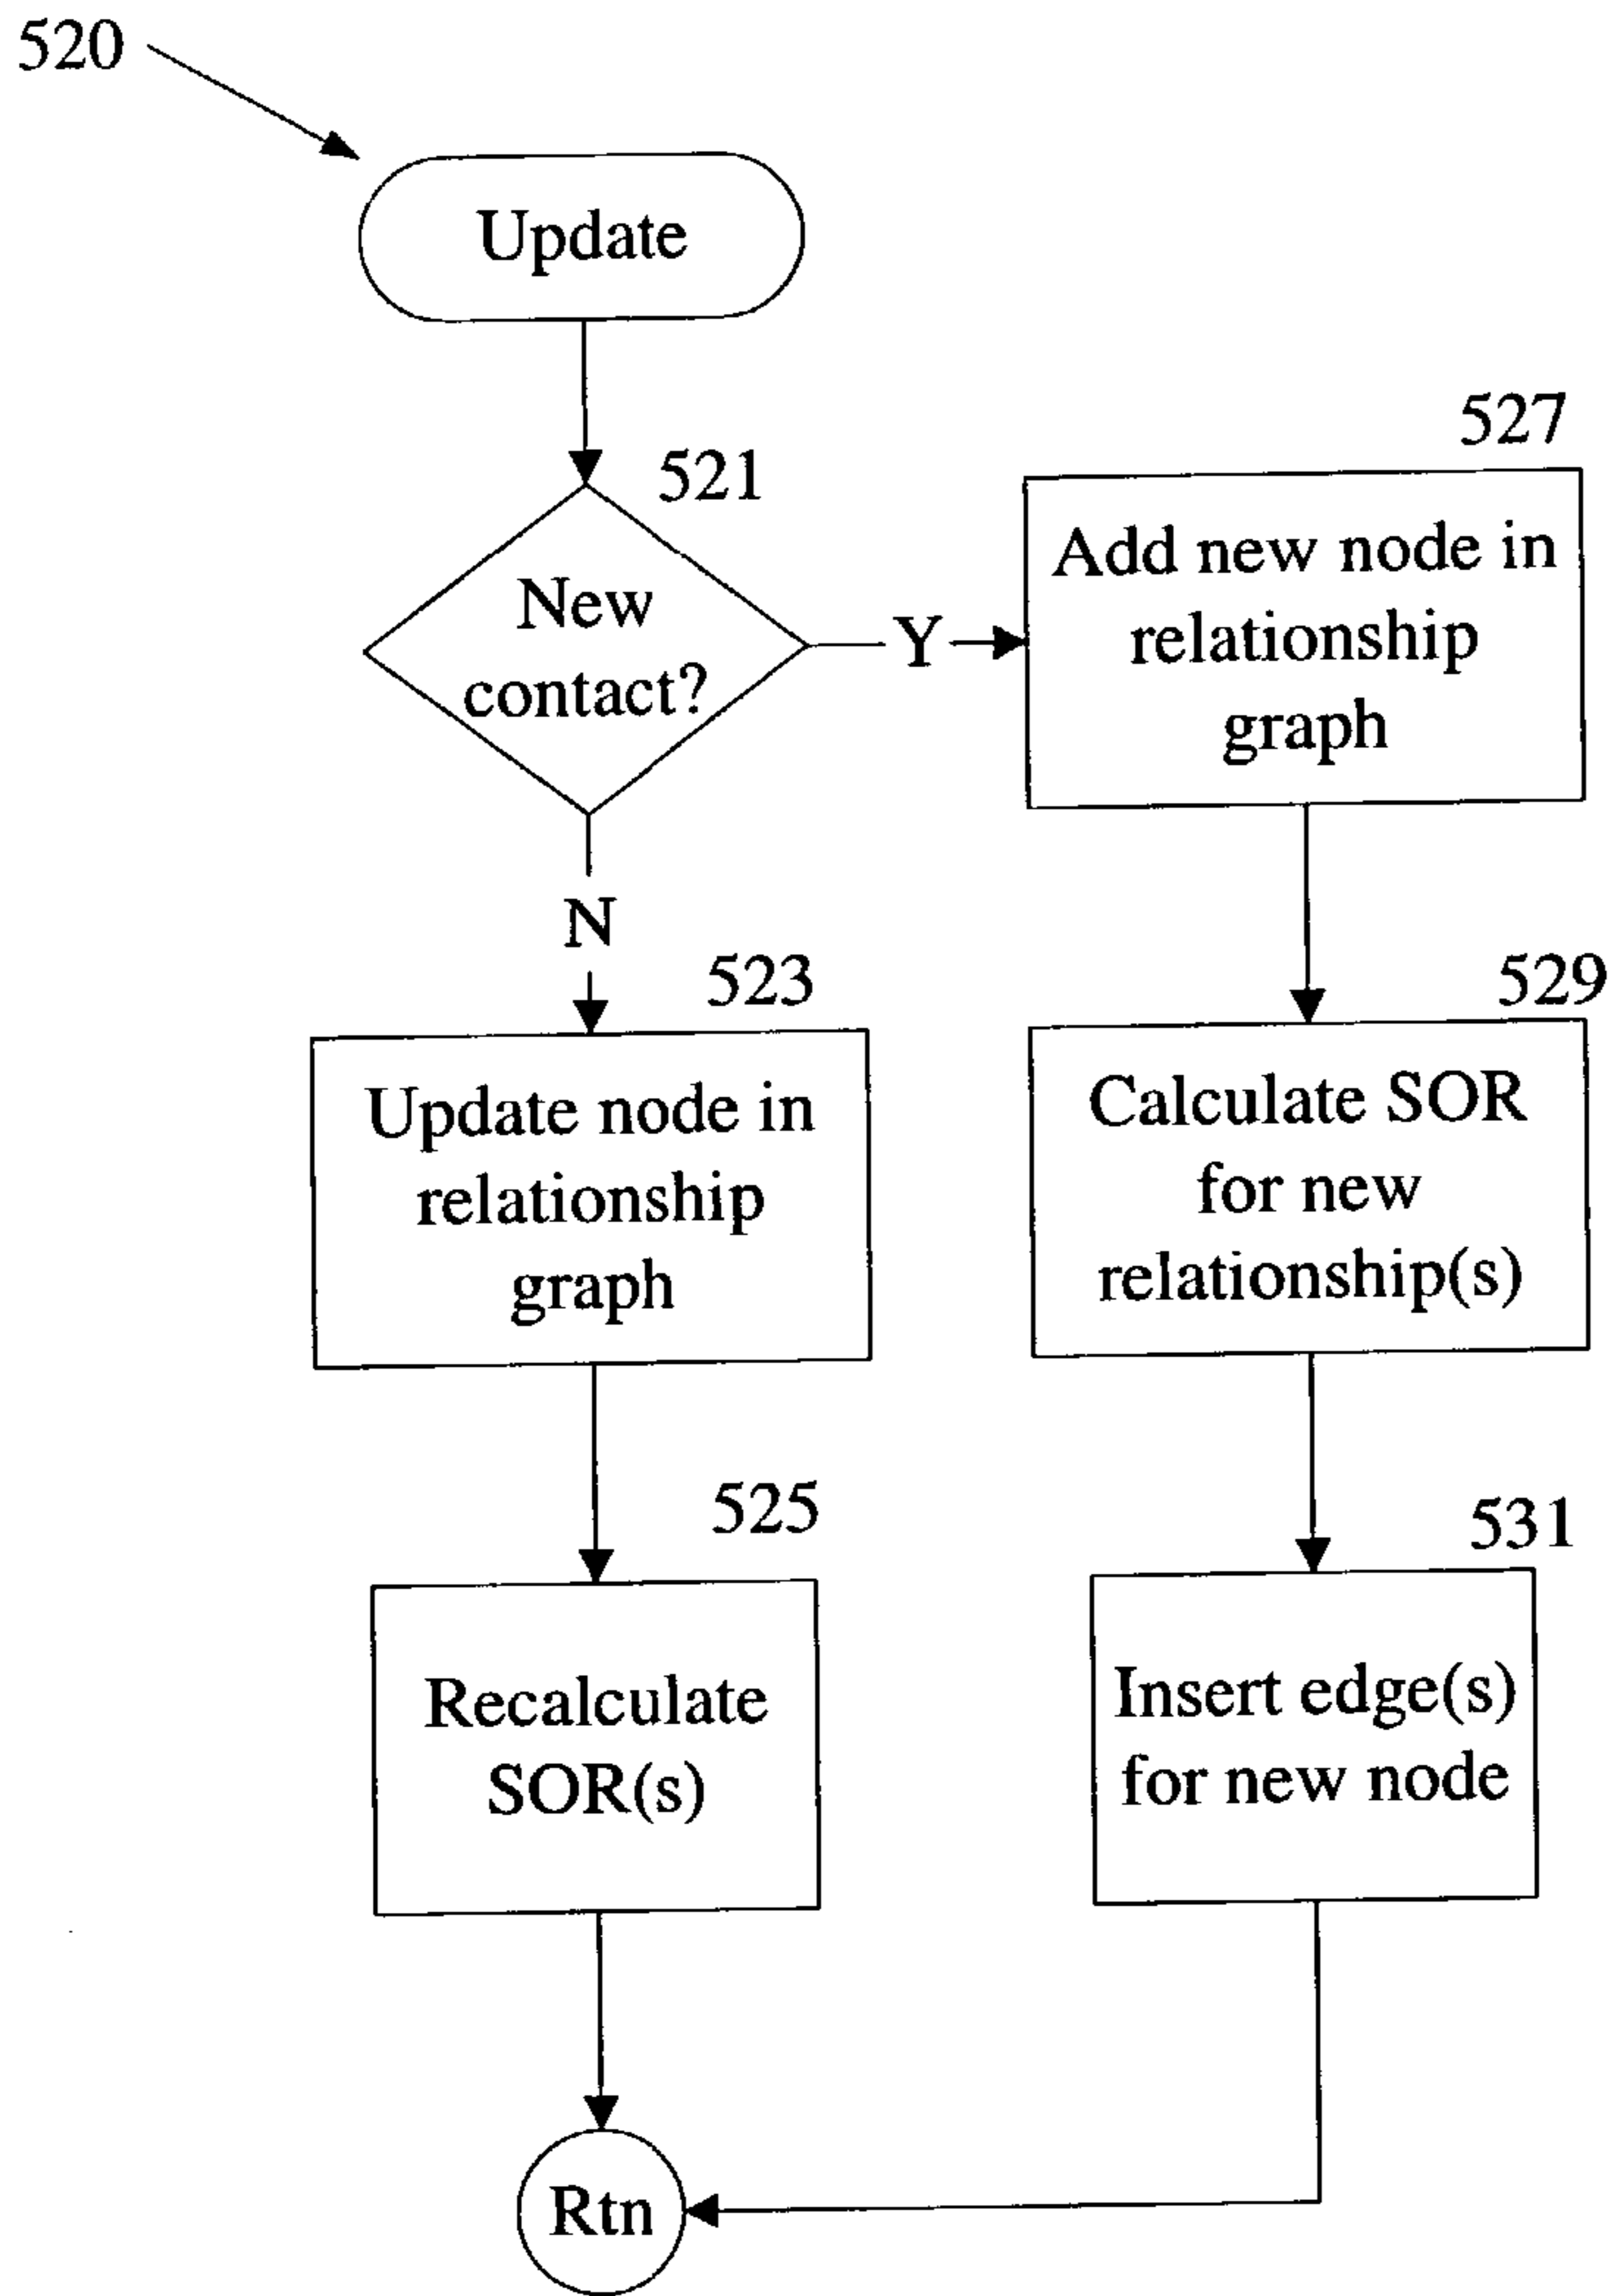 520
Update
521
New
contact?
Y
527
Add new node in
relationship
graph
N
523
Update node in
relationship
graph
529
Calculate SOR
for new
relationship(s)
525
Recalculate
SOR(s)
531
Insert edge(s)
for new node
Rtn